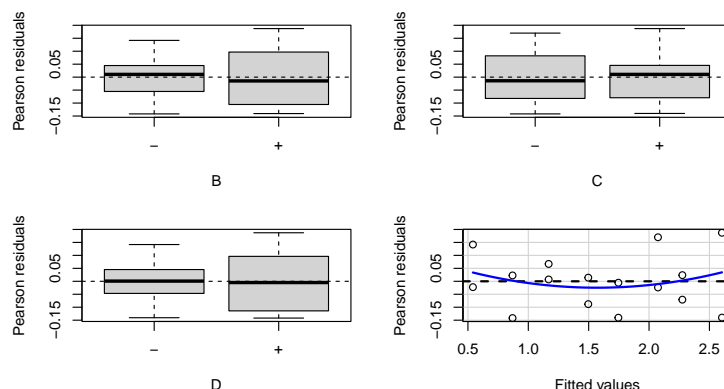 Pearson residuals
0.05
−0.15
−
+
B
Pearson residuals
0.05
−0.15
−
+
C
Pearson residuals
0.05
−0.15
−
+
D
Pearson residuals
0.05
−0.15
0.5 1.0 1.5 2.0 2.5
Fitted values